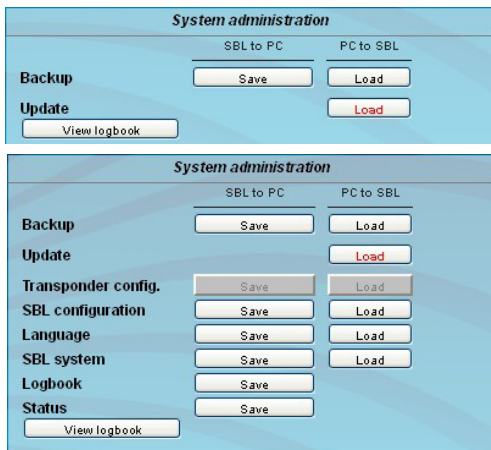 System administration
SBL to PC PC to SBL
Backup Save Load
Update Load
View logbook
System administration
SBL to PC PC to SBL
Backup Save Load
Update Load
Transponder config. Save Load
SBL configuration Save Load
Language Save Load
SBL system Save Load
Logbook Save
Status Save
View logbook